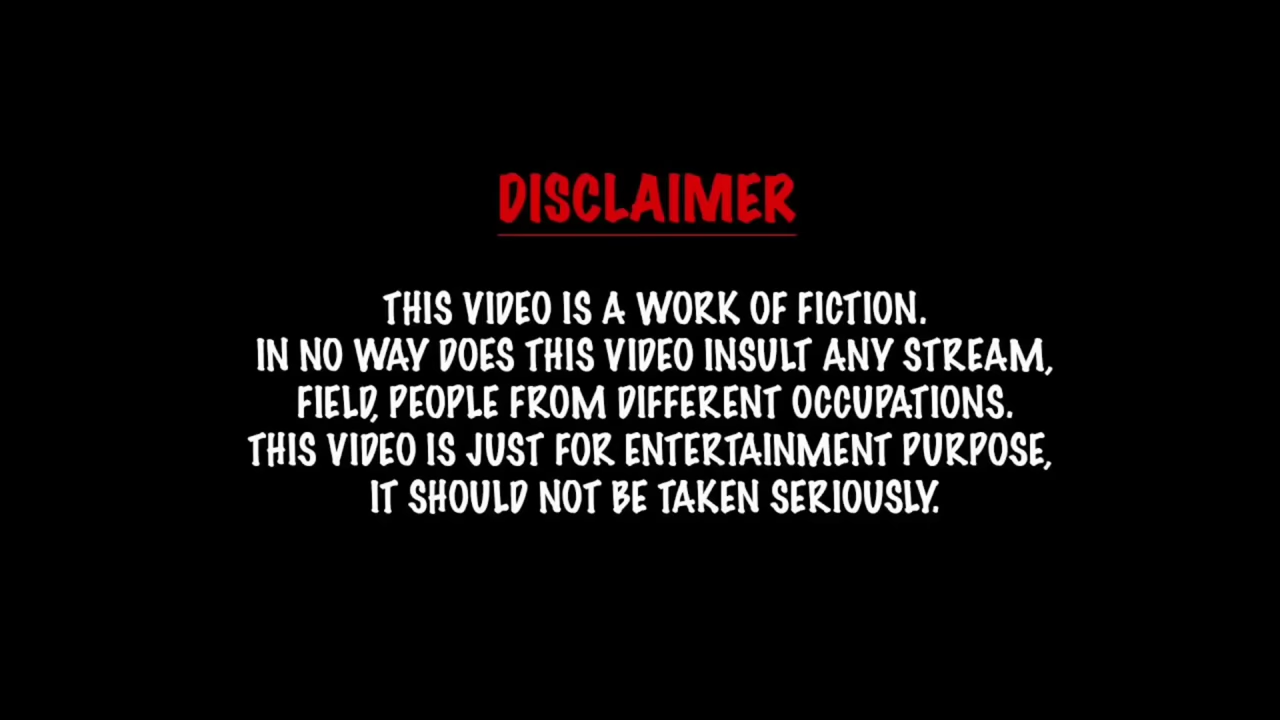 DISCLAIMER
THIS VIDEO IS A WORK OF FICTION.
IN NO WAY DOES THIS VIDEO INSULT ANY STREAM,
FIELD, PEOPLE FROM DIFFERENT OCCUPATIONS.
THIS VIDEO IS JUST FOR ENTERTAINMENT PURPOSE,
IT SHOULD NOT BE TAKEN SERIOUSLY.